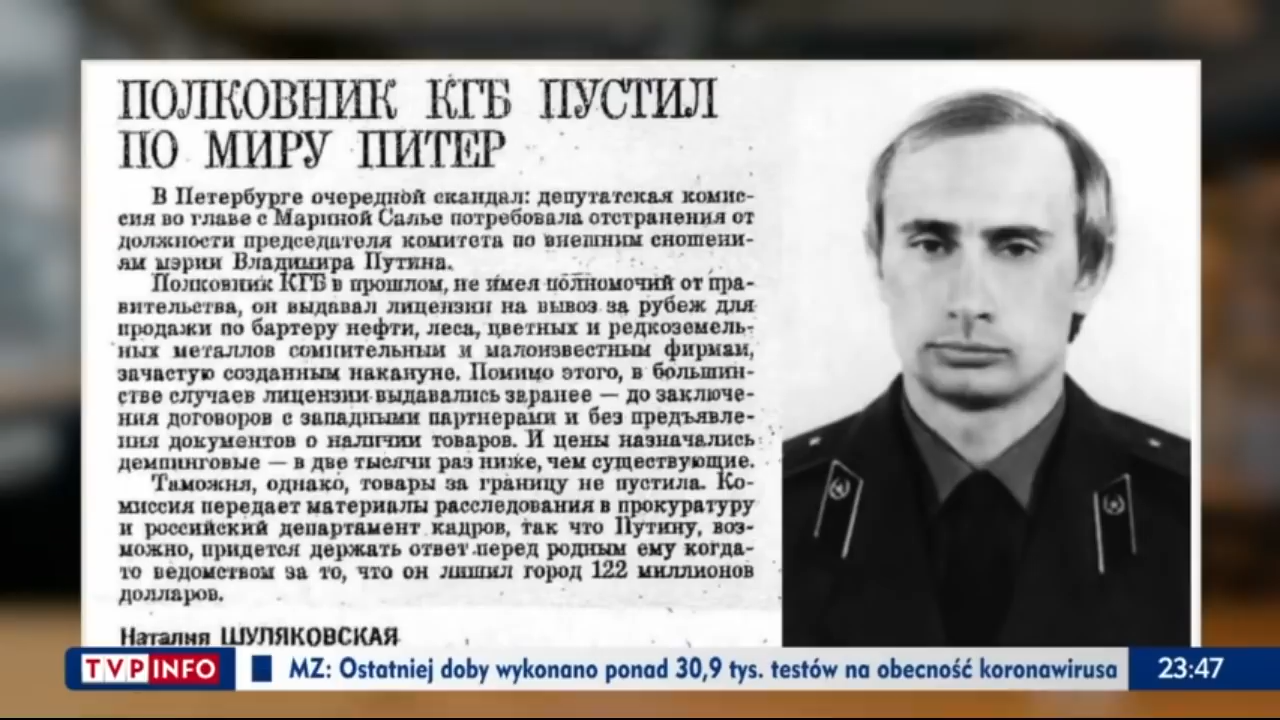 ПОЛКОВНИК КГБ ПУСТИЛ
ПО МИРУ ПИТЕР
В Петербурге очередной скандал: депутатская комис-
сия во главе с Мариной Салье потребовала отстранения от
должности председателя комитета по внешним сношени-
ям мэрии Владимира Путина.
Полковник КГБ в прошлом, не имея полномочий от пра-
вительства, он выдавал лицензии на вывоз за рубеж для
продажи по бартеру нефти, леса, цветных и редкоземель-
ных металлов сомнительным и малоизвестным фирмам,
зачастую созданным накануне. Помимо этого, в большин-
стве случаев лицензии выдавались заранее — до заключе-
ния договоров с западными партнерами и без предъявле-
ния документов о наличии товаров. И цены назначались
демпинговые — в две тысячи раз ниже, чем существующие.
Таможня, однако, товары за границу не пустила. Ко-
миссия передает материалы расследования в прокуратуру
и российский департамент кадров, так что Путину, воз-
можно, придется держать ответ перед родным ему когда-
то ведомством за то, что он лишил город 122 миллионов
долларов.
Наталия ШУЛЯКОВСКАЯ
TVP INFO
MZ: Ostatniej doby wykonano ponad 30,9 tys. testów na obecność koronawirusa
23:47